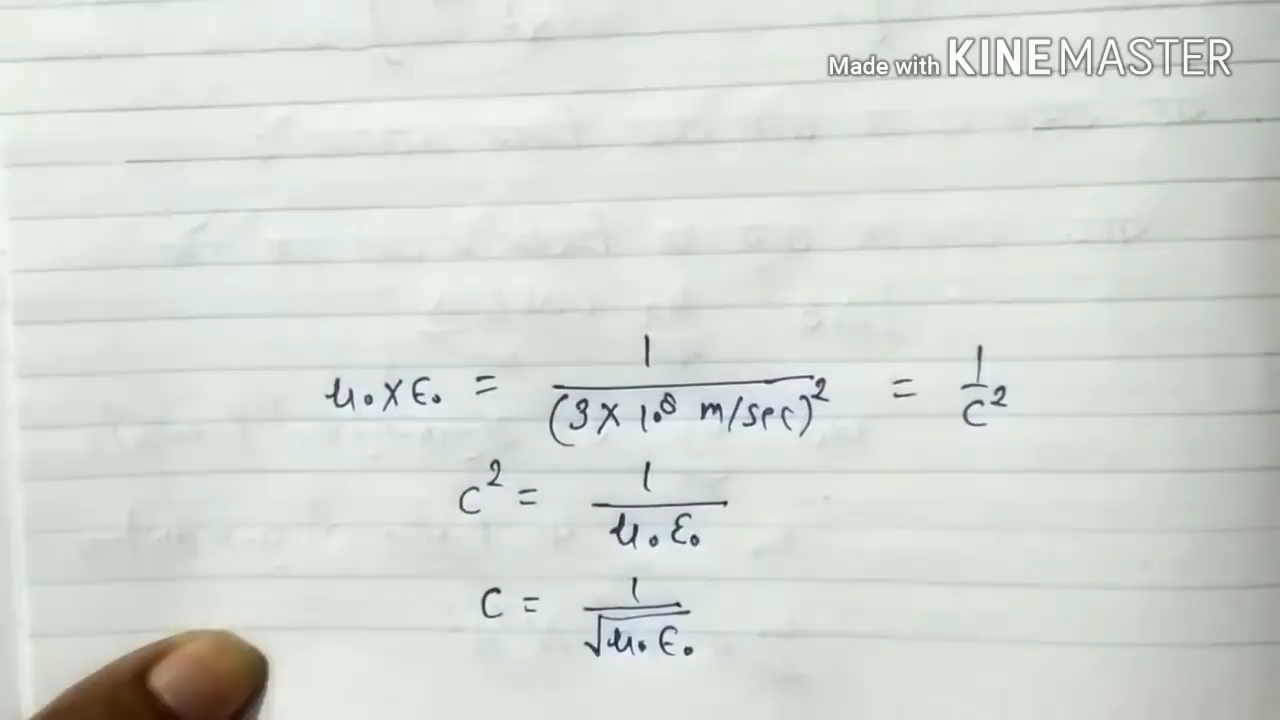 Made with KINEMASTER
μ₀ × ε₀ = 1/(3 × 10⁸ m/sec)² = 1/c²
c² = 1/μ₀ε₀
c = 1/√μ₀ε₀